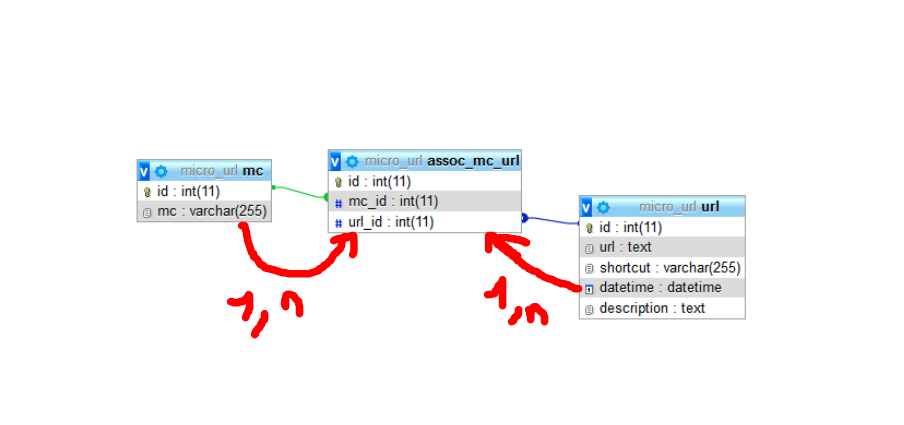 micro_url mc
id : int(11)
mc : varchar(255)
micro_url assoc_mc_url
id : int(11)
mc_id : int(11)
url_id : int(11)
micro_url url
id : int(11)
url : text
shortcut : varchar(255)
datetime : datetime
description : text
1,n
1,n